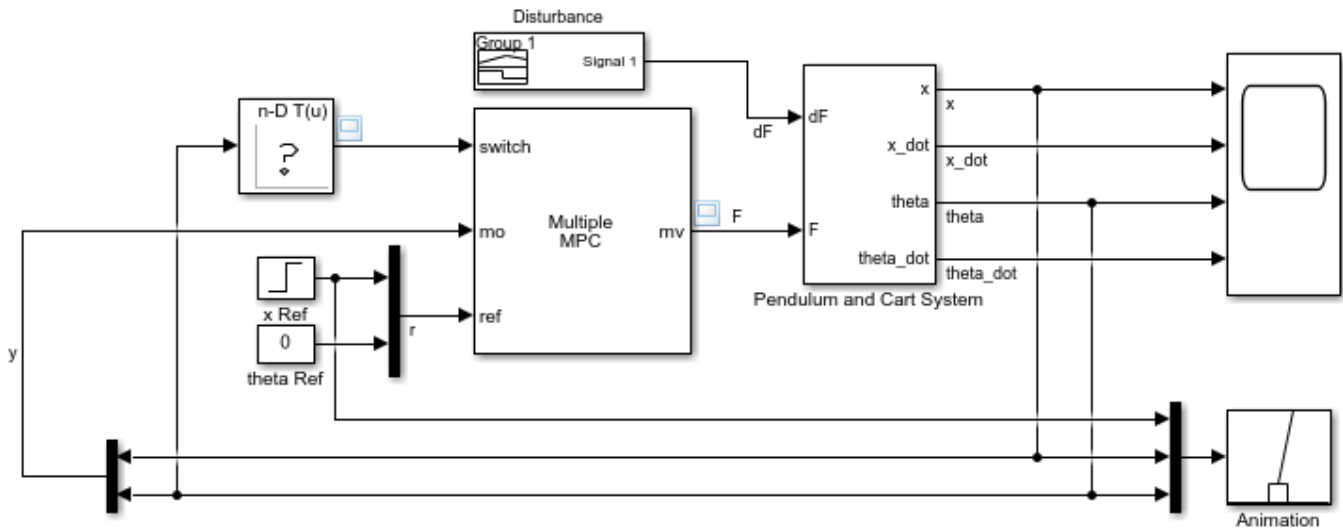 Disturbance
Group 1
Signal 1
n-D T(u)
?
switch
mo
ref
Multiple
MPC
mv
F
dF
dF
F
x
x_dot
theta
theta_dot
x
x_dot
theta
theta_dot
Pendulum and Cart System
x Ref
0
theta Ref
r
y
Animation